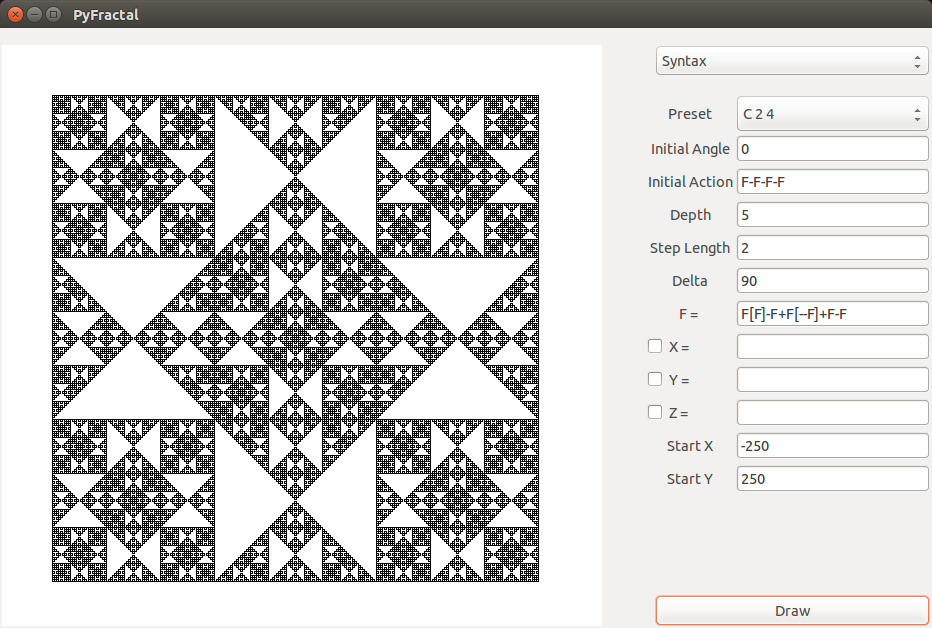 PyFractal
Syntax
Preset C 2 4
Initial Angle 0
Initial Action F-F-F-F
Depth 5
Step Length 2
Delta 90
F = F[F]-F+F[--F]+F-F
X =
Y =
Z =
Start X -250
Start Y 250
Draw